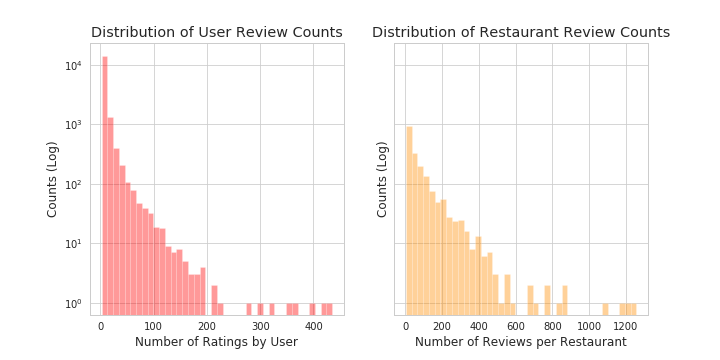 Distribution of User Review Counts
Counts (Log)
10⁴
10³
10²
10¹
10⁰
0 100 200 300 400
Number of Ratings by User
Distribution of Restaurant Review Counts
Counts (Log)
0 200 400 600 800 1000 1200
Number of Reviews per Restaurant